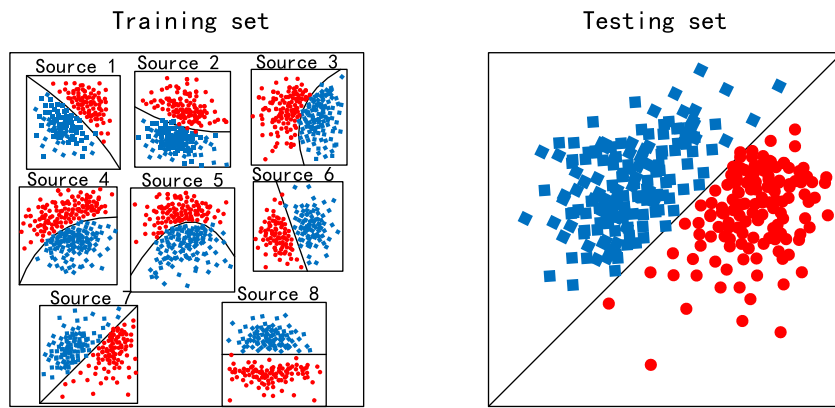 Training set
Testing set
Source 1
Source 2
Source 3
Source 4
Source 5
Source 6
Source 7
Source 8